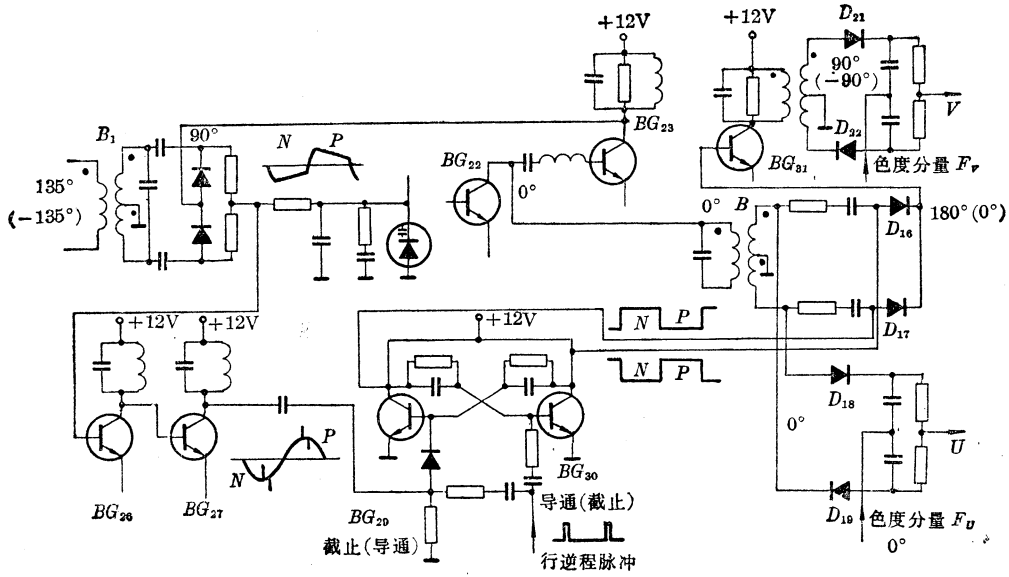 +12V
+12V
D₂₁
90°
(−90°)
V
D₂₂
BG₃₁
色度分量 F_V
BG₂₃
BG₂₂
0°
B₁
90°
N P
135°
(−135°)
0° B
180°(0°)
D₁₆
D₁₇
N P
N P
+12V
+12V
+12V
D₁₈
0°
U
D₁₉
色度分量 F_U
0°
P
N
BG₂₆
BG₂₇
BG₂₉
截止(导通)
BG₃₀
导通(截止)
行逆程脉冲